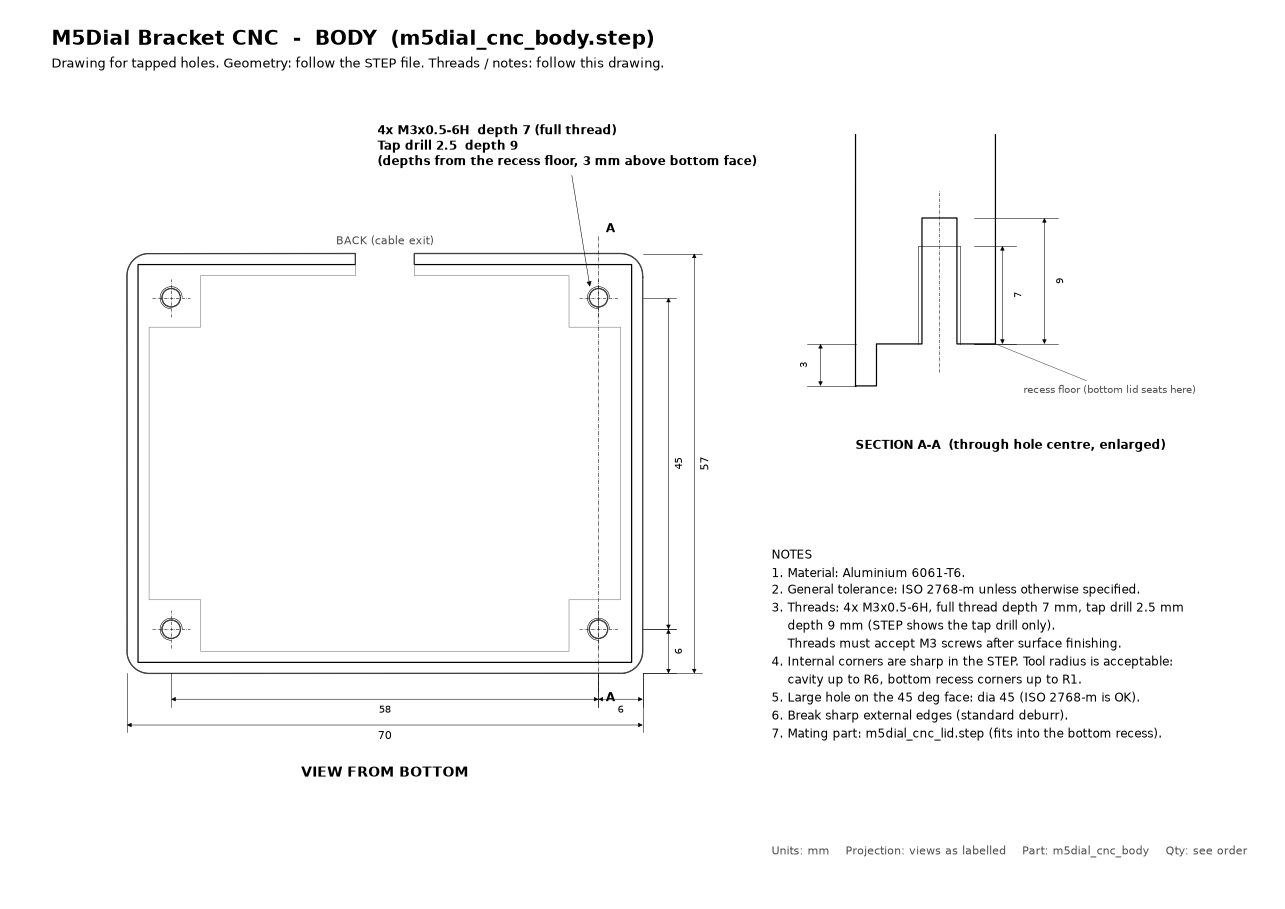 M5Dial Bracket CNC  -  BODY  (m5dial_cnc_body.step)
Drawing for tapped holes. Geometry: follow the STEP file. Threads / notes: follow this drawing.
4x M3x0.5-6H  depth 7 (full thread)
Tap drill 2.5  depth 9
(depths from the recess floor, 3 mm above bottom face)
A
BACK (cable exit)
45
57
6
A
58
6
70
VIEW FROM BOTTOM
7
9
3
recess floor (bottom lid seats here)
SECTION A-A  (through hole centre, enlarged)
NOTES
1. Material: Aluminium 6061-T6.
2. General tolerance: ISO 2768-m unless otherwise specified.
3. Threads: 4x M3x0.5-6H, full thread depth 7 mm, tap drill 2.5 mm
depth 9 mm (STEP shows the tap drill only).
Threads must accept M3 screws after surface finishing.
4. Internal corners are sharp in the STEP. Tool radius is acceptable:
cavity up to R6, bottom recess corners up to R1.
5. Large hole on the 45 deg face: dia 45 (ISO 2768-m is OK).
6. Break sharp external edges (standard deburr).
7. Mating part: m5dial_cnc_lid.step (fits into the bottom recess).
Units: mm    Projection: views as labelled    Part: m5dial_cnc_body    Qty: see order